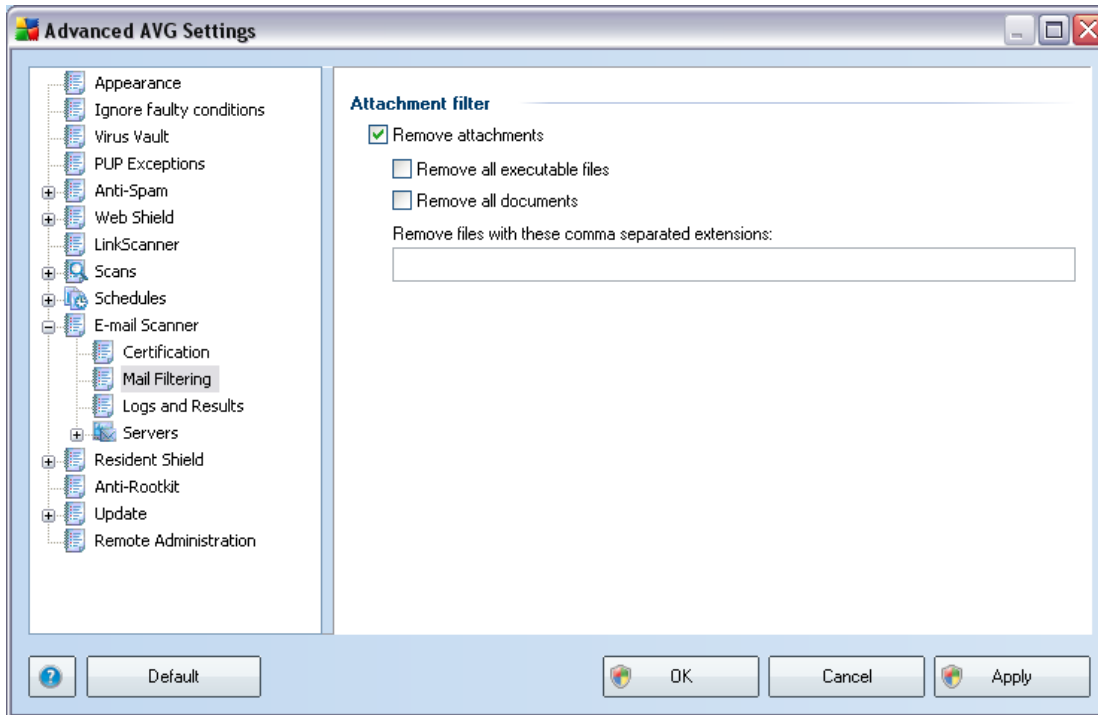 Advanced AVG Settings
Appearance
Ignore faulty conditions
Virus Vault
PUP Exceptions
Anti-Spam
Web Shield
LinkScanner
Scans
Schedules
E-mail Scanner
Certification
Mail Filtering
Logs and Results
Servers
Resident Shield
Anti-Rootkit
Update
Remote Administration
Attachment filter
Remove attachments
Remove all executable files
Remove all documents
Remove files with these comma separated extensions:
Default
OK
Cancel
Apply